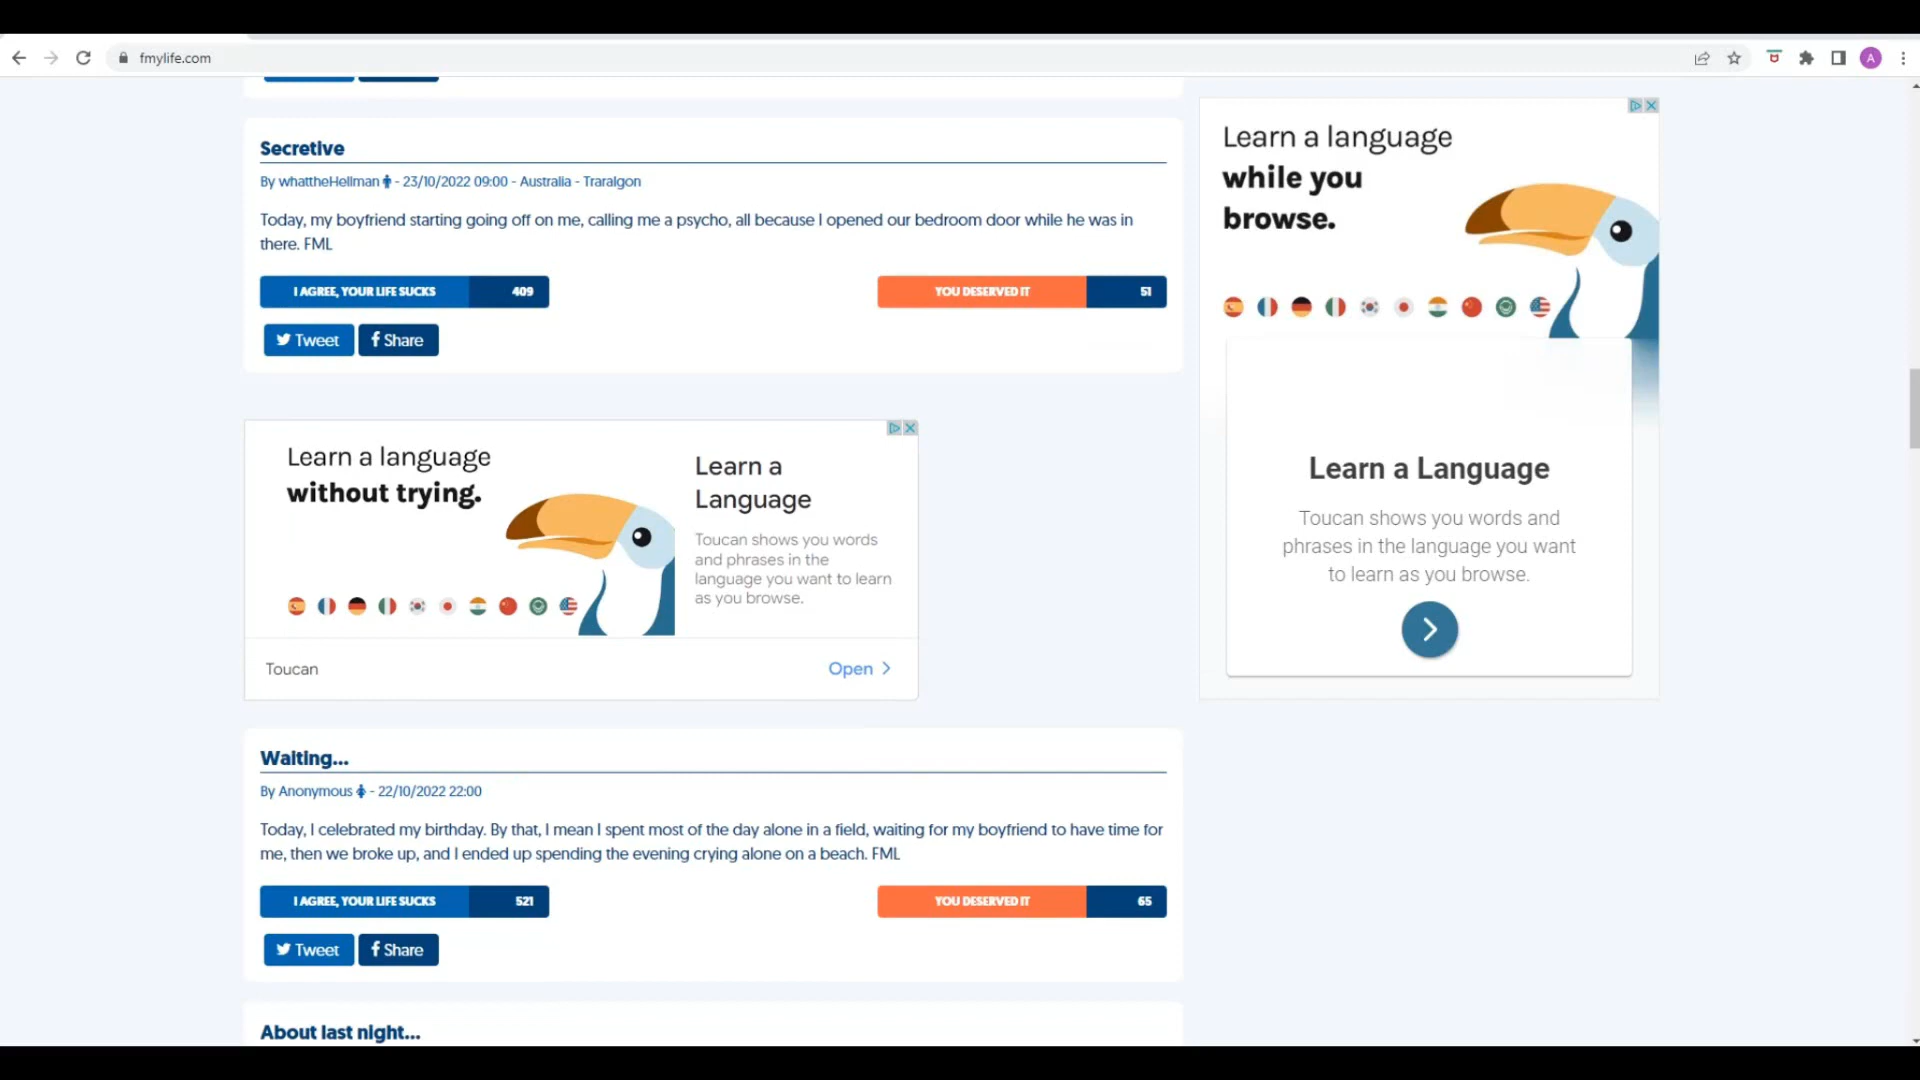 fmylife.com
A
Secretive
By whattheHellman - 23/10/2022 09:00 - Australia - Traralgon
Today, my boyfriend starting going off on me, calling me a psycho, all because I opened our bedroom door while he was in
there. FML
I AGREE, YOUR LIFE SUCKS 409
YOU DESERVED IT 51
Tweet
Share
Learn a language
without trying.
Learn a
Language
Toucan shows you words
and phrases in the
language you want to learn
as you browse.
Toucan
Open
Waiting...
By Anonymous - 22/10/2022 22:00
Today, I celebrated my birthday. By that, I mean I spent most of the day alone in a field, waiting for my boyfriend to have time for
me, then we broke up, and I ended up spending the evening crying alone on a beach. FML
I AGREE, YOUR LIFE SUCKS 521
YOU DESERVED IT 65
Tweet
Share
About last night...
Learn a language
while you
browse.
Learn a Language
Toucan shows you words and
phrases in the language you want
to learn as you browse.